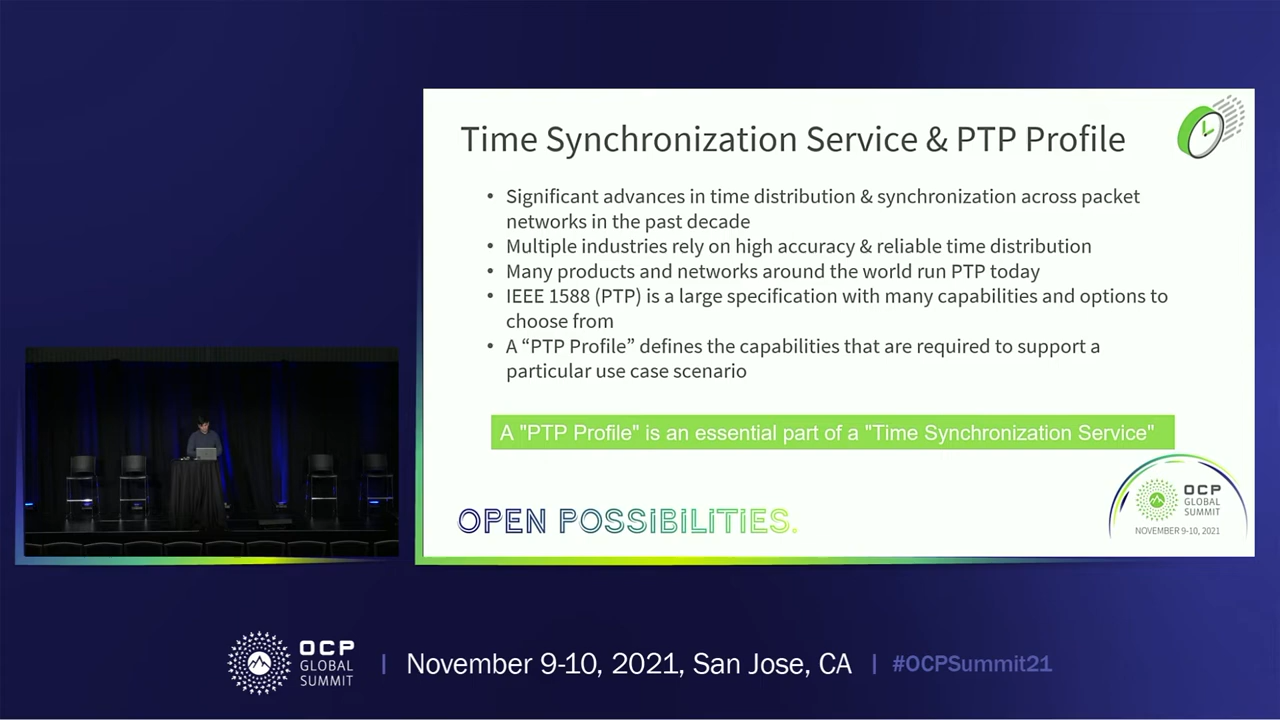 Time Synchronization Service & PTP Profile
• Significant advances in time distribution & synchronization across packet
networks in the past decade
• Multiple industries rely on high accuracy & reliable time distribution
• Many products and networks around the world run PTP today
• IEEE 1588 (PTP) is a large specification with many capabilities and options to
choose from
• A “PTP Profile” defines the capabilities that are required to support a
particular use case scenario
A "PTP Profile" is an essential part of a "Time Synchronization Service"
OPEN POSSIBILITIES.
OCP
GLOBAL
SUMMIT
NOVEMBER 9-10, 2021
OCP
GLOBAL
SUMMIT
November 9-10, 2021, San Jose, CA
#OCPSummit21